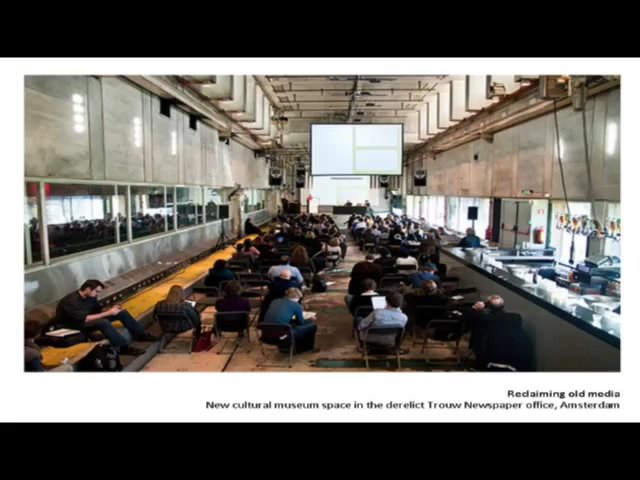 Reclaiming old media
New cultural museum space in the derelict Trouw Newspaper office, Amsterdam